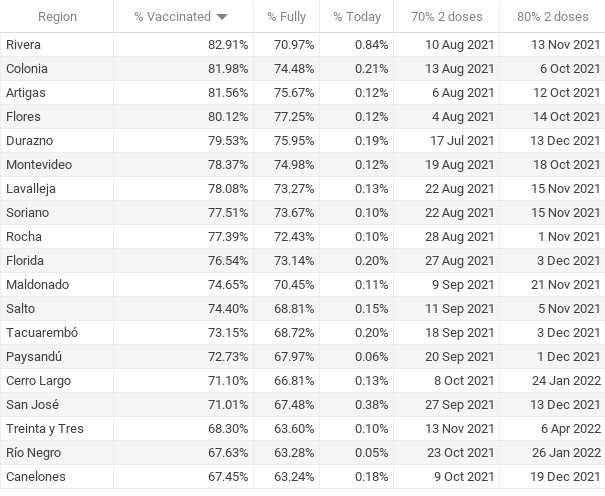 Region % Vaccinated % Fully % Today 70% 2 doses 80% 2 doses
Rivera 82.91% 70.97% 0.84% 10 Aug 2021 13 Nov 2021
Colonia 81.98% 74.48% 0.21% 13 Aug 2021 6 Oct 2021
Artigas 81.56% 75.67% 0.12% 6 Aug 2021 12 Oct 2021
Flores 80.12% 77.25% 0.12% 4 Aug 2021 14 Oct 2021
Durazno 79.53% 75.95% 0.19% 17 Jul 2021 13 Dec 2021
Montevideo 78.37% 74.98% 0.12% 19 Aug 2021 18 Oct 2021
Lavalleja 78.08% 73.27% 0.13% 22 Aug 2021 15 Nov 2021
Soriano 77.51% 73.67% 0.10% 22 Aug 2021 15 Nov 2021
Rocha 77.39% 72.43% 0.10% 28 Aug 2021 1 Nov 2021
Florida 76.54% 73.14% 0.20% 27 Aug 2021 3 Dec 2021
Maldonado 74.65% 70.45% 0.11% 9 Sep 2021 21 Nov 2021
Salto 74.40% 68.81% 0.15% 11 Sep 2021 5 Nov 2021
Tacuarembó 73.15% 68.72% 0.20% 18 Sep 2021 3 Dec 2021
Paysandú 72.73% 67.97% 0.06% 20 Sep 2021 1 Dec 2021
Cerro Largo 71.10% 66.81% 0.13% 8 Oct 2021 24 Jan 2022
San José 71.01% 67.48% 0.38% 27 Sep 2021 13 Dec 2021
Treinta y Tres 68.30% 63.60% 0.10% 13 Nov 2021 6 Apr 2022
Río Negro 67.63% 63.28% 0.05% 23 Oct 2021 26 Jan 2022
Canelones 67.45% 63.24% 0.18% 9 Oct 2021 19 Dec 2021